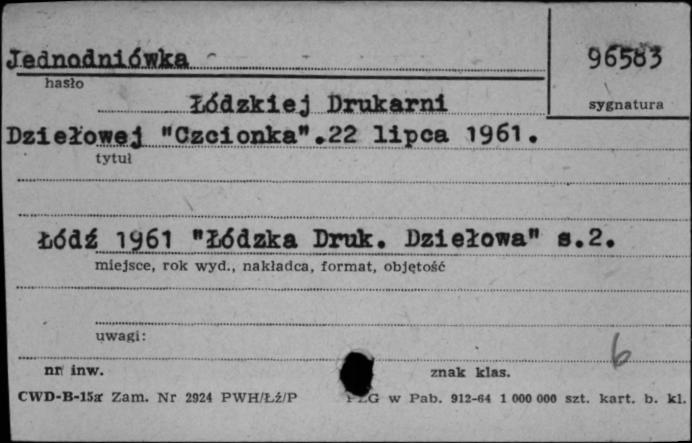 Jednodniówka
96583
hasło
sygnatura
Łódzkiej Drukarni
Dziełowej "Czcionka".22 lipca 1961.
tytuł
Łódź 1961 "Łódzka Druk. Dziełowa" s.2.
miejsce, rok wyd., nakładca, format, objętość
uwagi:
6
nr inw.
znak klas.
CWD-B-15a Zam. Nr 2924 PWH/Łź/P
w Pab. 912-64 1 000 000 szt. kart. b. kl.